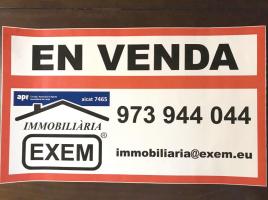 EN VENDA
api
aicat 7465
973 944 044
IMMOBILIÀRIA
EXEM
®
immobiliaria@exem.eu